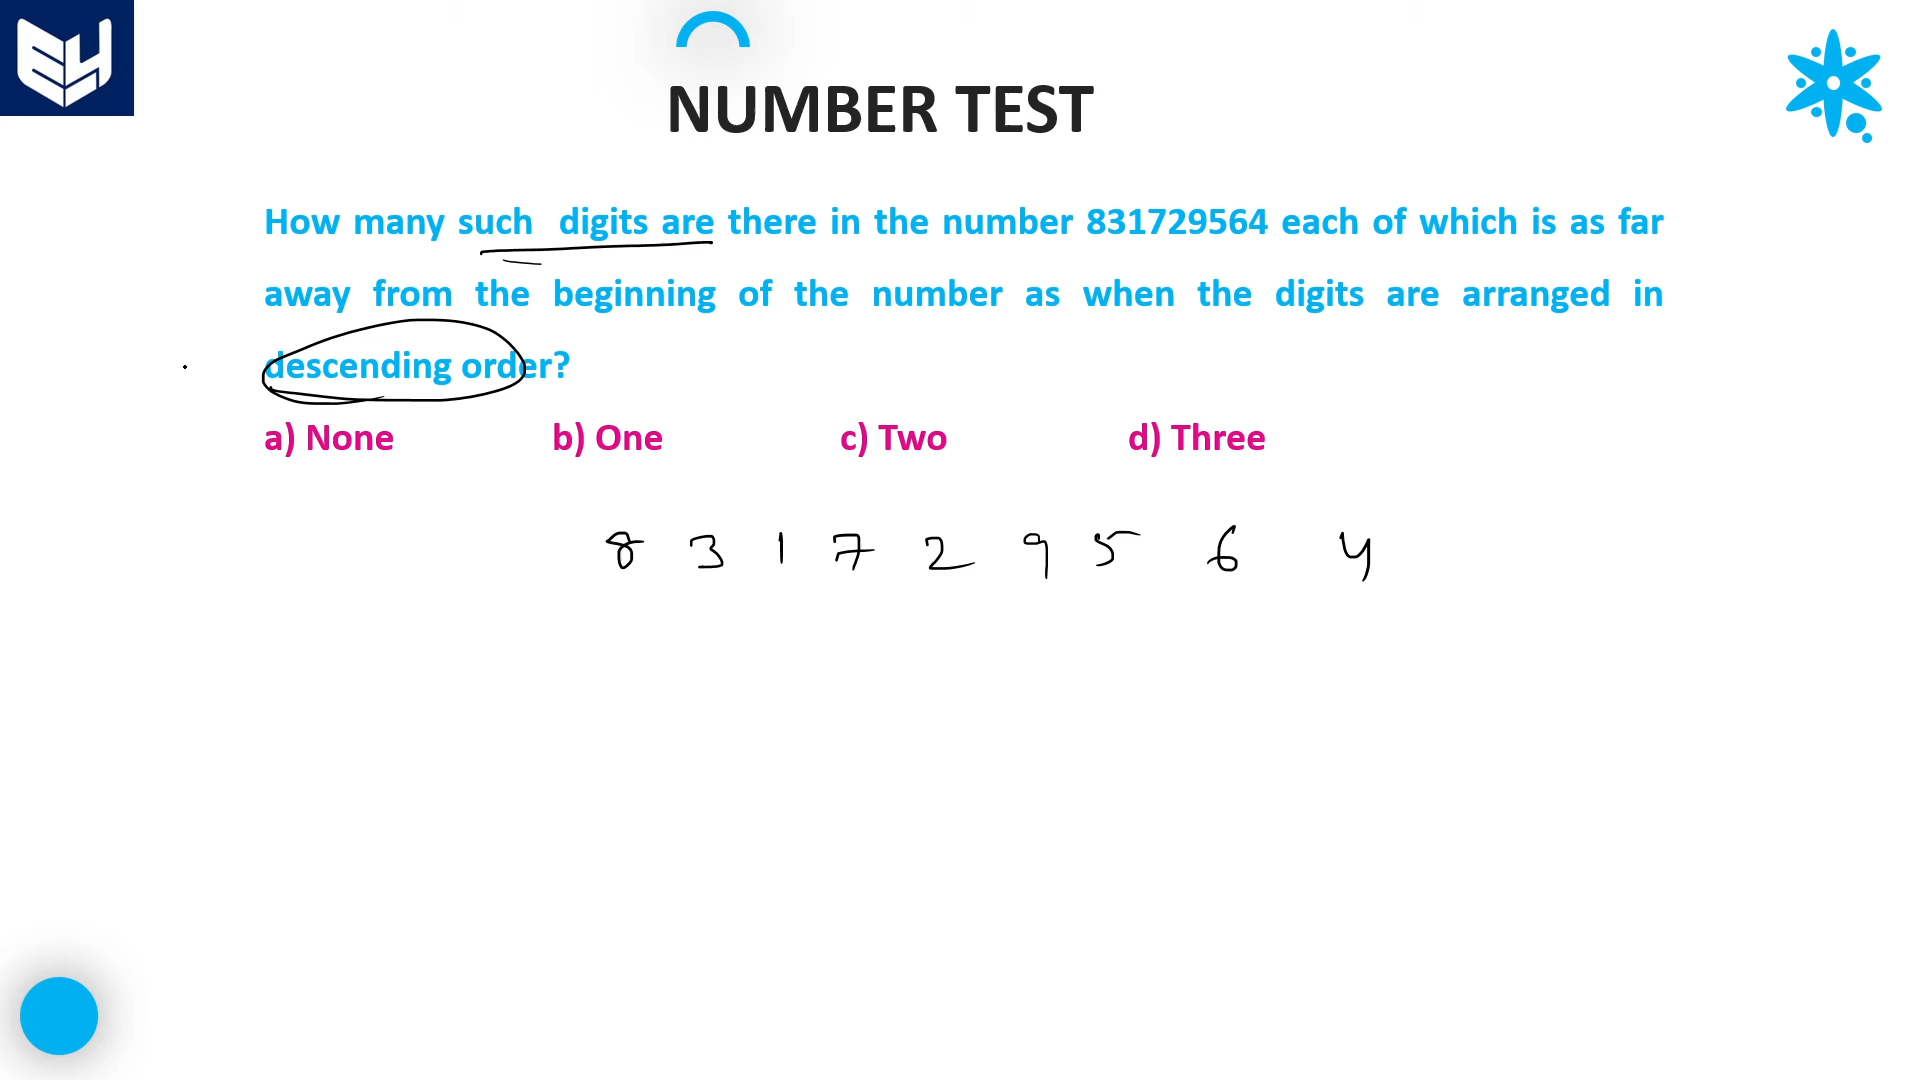 EY
NUMBER TEST
How many such digits are there in the number 831729564 each of which is as far
away from the beginning of the number as when the digits are arranged in
descending order?
a) None b) One c) Two d) Three
8 3 1 7 2 9 5 6 4